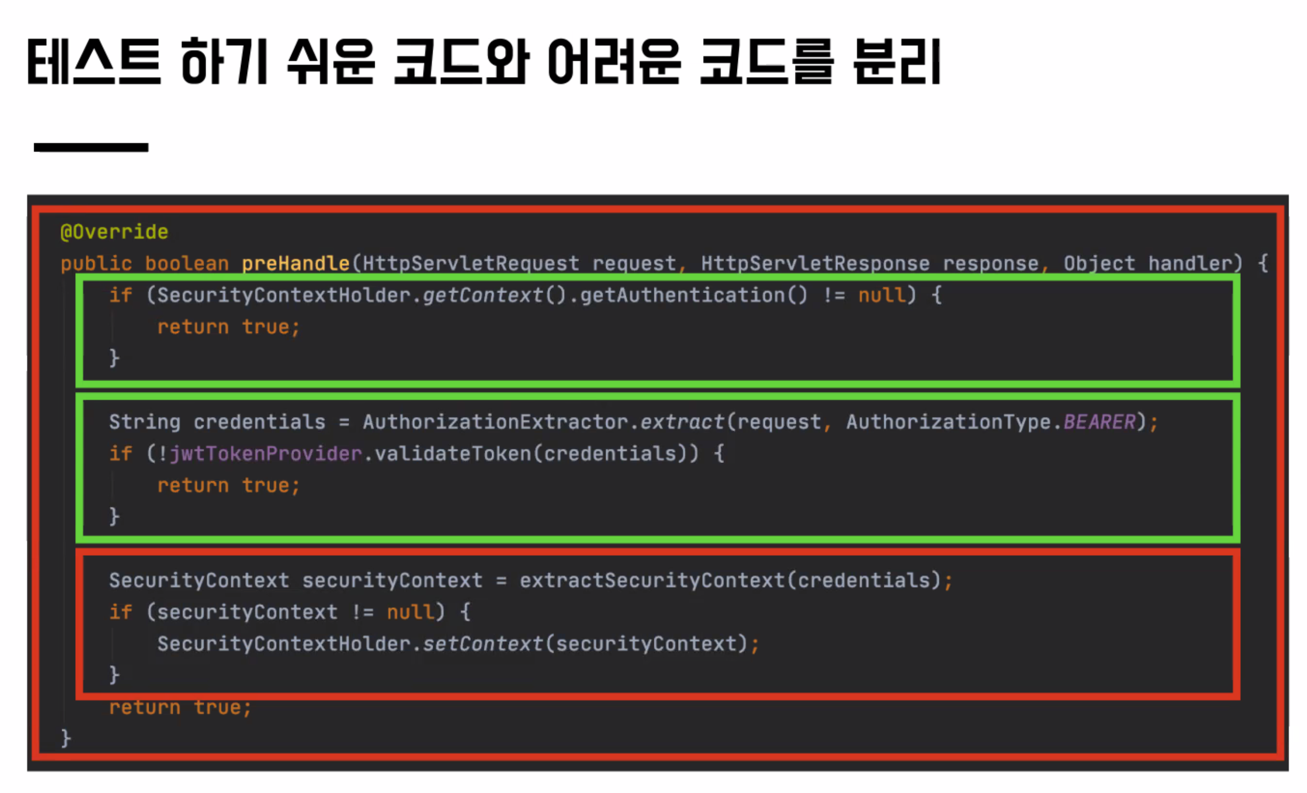 테스트 하기 쉬운 코드와 어려운 코드를 분리
@Override
public boolean preHandle(HttpServletRequest request, HttpServletResponse response, Object handler) {
if (SecurityContextHolder.getContext().getAuthentication() != null) {
return true;
}
String credentials = AuthorizationExtractor.extract(request, AuthorizationType.BEARER);
if (!jwtTokenProvider.validateToken(credentials)) {
return true;
}
SecurityContext securityContext = extractSecurityContext(credentials);
if (securityContext != null) {
SecurityContextHolder.setContext(securityContext);
}
return true;
}